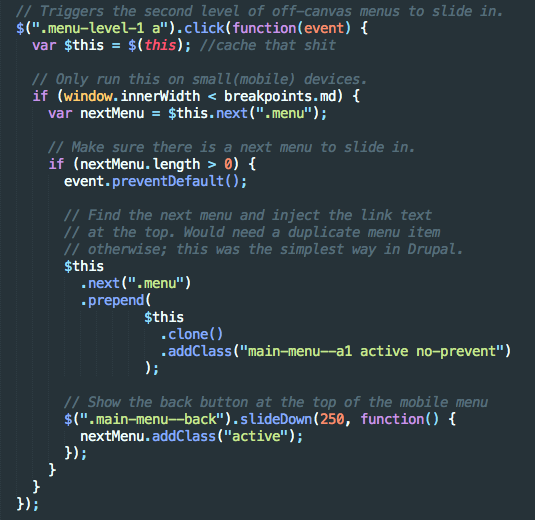 // Triggers the second level of off-canvas menus to slide in.
$(".menu-level-1 a").click(function(event) {
  var $this = $(this); //cache that shit

  // Only run this on small(mobile) devices.
  if (window.innerWidth < breakpoints.md) {
    var nextMenu = $this.next(".menu");

    // Make sure there is a next menu to slide in.
    if (nextMenu.length > 0) {
      event.preventDefault();

      // Find the next menu and inject the link text
      // at the top. Would need a duplicate menu item
      // otherwise; this was the simplest way in Drupal.
      $this
        .next(".menu")
        .prepend(
                $this
                  .clone()
                  .addClass("main-menu--a1 active no-prevent")
                );

      // Show the back button at the top of the mobile menu
      $(".main-menu--back").slideDown(250, function() {
        nextMenu.addClass("active");
      });
    }
  }
});